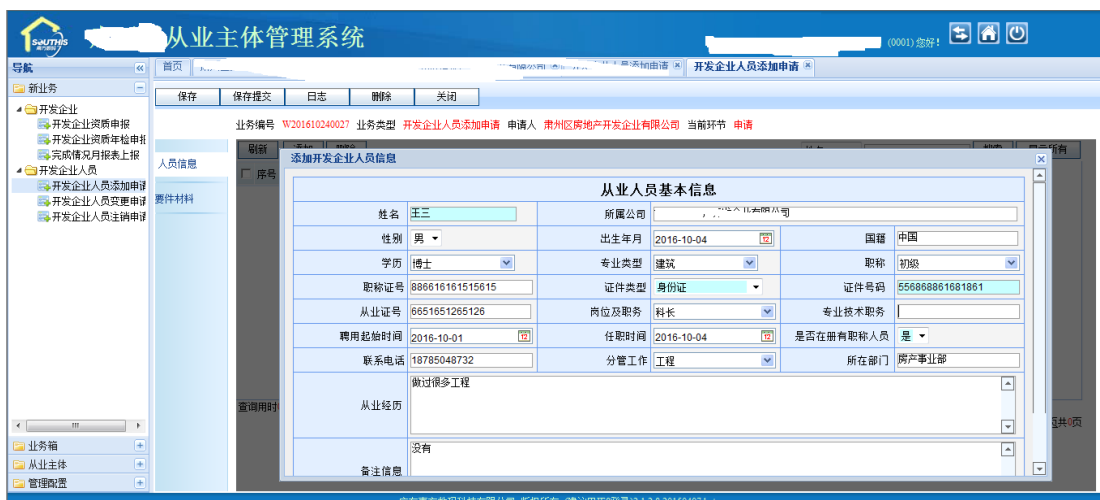 SOUTHIS
从业主体管理系统
(0001) 您好!
导航
首页
开发企业人员添加申请
新业务
保存 保存提交 日志 删除 关闭
开发企业
业务编号 W201610240027 业务类型 开发企业人员添加申请 申请人 肃州区房地产开发企业有限公司 当前环节 申请
开发企业资质申报
开发企业资质年检申报
完成情况月报表上报
开发企业人员
开发企业人员添加申请
开发企业人员变更申请
开发企业人员注销申请
人员信息
要件材料
刷新
序号
添加开发企业人员信息
从业人员基本信息
姓名 王三 所属公司
性别 男 出生年月 2016-10-04 国籍 中国
学历 博士 专业类型 建筑 职称 初级
职称证号 886616161515615 证件类型 身份证 证件号码 556868861681861
从业证号 6651651265126 岗位及职务 科长 专业技术职务
聘用起始时间 2016-10-01 任职时间 2016-10-04 是否在册有职称人员 是
联系电话 18785048732 分管工作 工程 所在部门 房产事业部
从业经历 做过很多工程
备注信息 没有
查询用时
共0页
业务箱
从业主体
管理配置